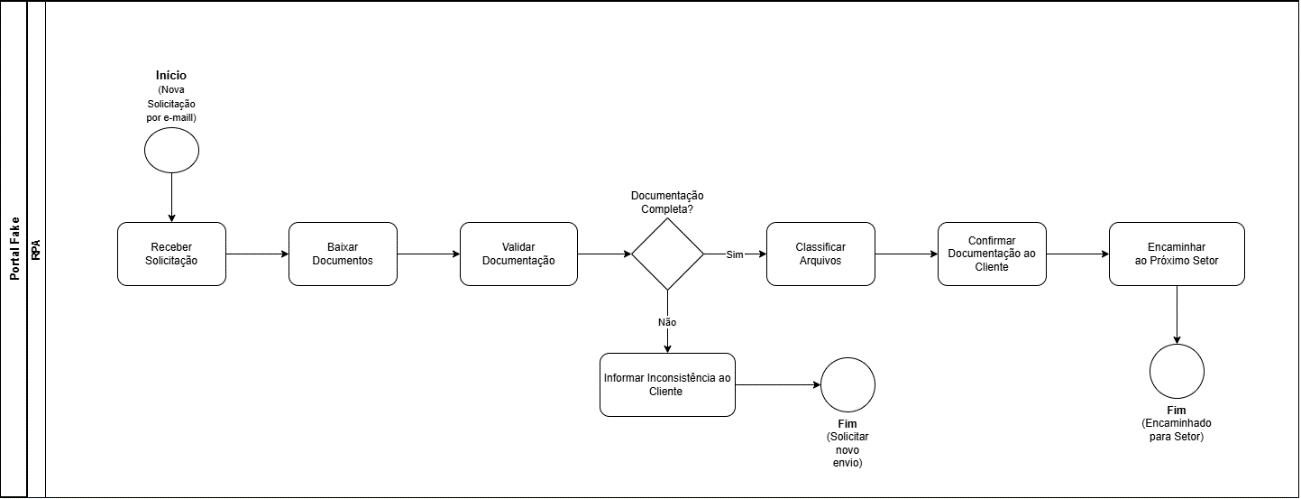 Portal Fake
RPA
Início
(Nova
Solicitação
por e-maill)
Receber
Solicitação
Baixar
Documentos
Validar
Documentação
Documentação
Completa?
Sim
Classificar
Arquivos
Confirmar
Documentação ao
Cliente
Encaminhar
ao Próximo Setor
Não
Informar Inconsistência ao
Cliente
Fim
(Solicitar
novo
envio)
Fim
(Encaminhado
para Setor)